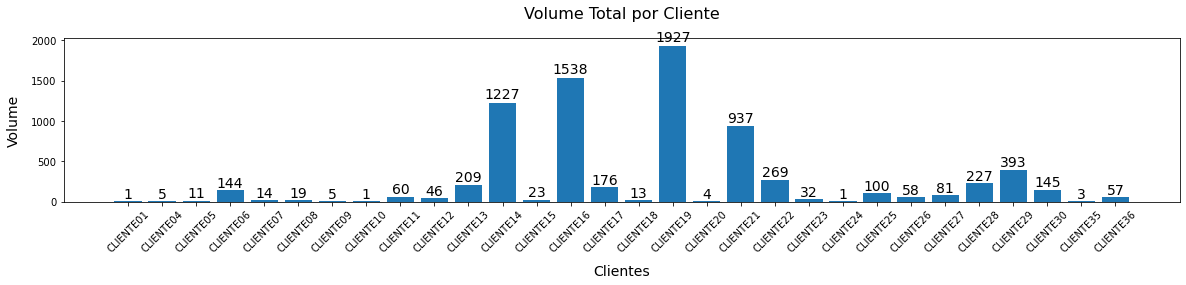 Volume Total por Cliente
Volume
2000
1500
1000
500
0
1 5 11 144 14 19 5 1 60 46 209 1227 23 1538 176 13 1927 4 937 269 32 1 100 58 81 227 393 145 3 57
CLIENTE01 CLIENTE04 CLIENTE05 CLIENTE06 CLIENTE07 CLIENTE08 CLIENTE09 CLIENTE10 CLIENTE11 CLIENTE12 CLIENTE13 CLIENTE14 CLIENTE15 CLIENTE16 CLIENTE17 CLIENTE18 CLIENTE19 CLIENTE20 CLIENTE21 CLIENTE22 CLIENTE23 CLIENTE24 CLIENTE25 CLIENTE26 CLIENTE27 CLIENTE28 CLIENTE29 CLIENTE30 CLIENTE35 CLIENTE36
Clientes